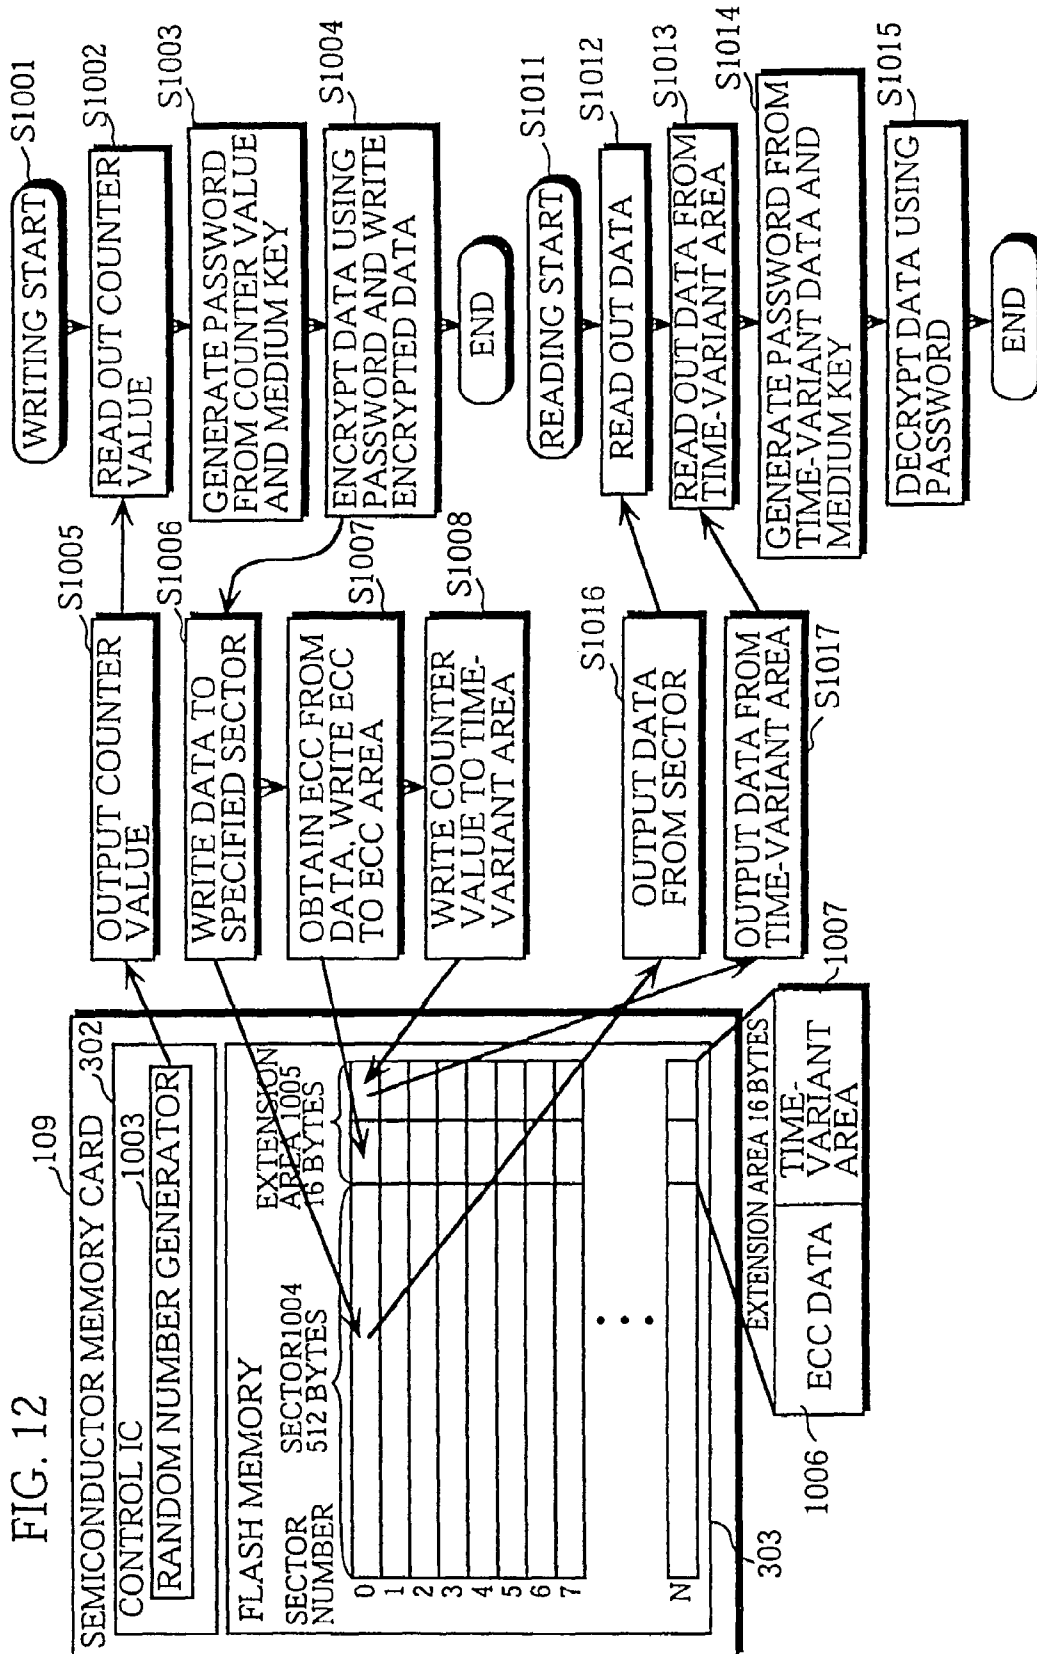 FIG. 12
109
SEMICONDUCTOR MEMORY CARD
302
CONTROL IC
1003
RANDOM NUMBER GENERATOR
FLASH MEMORY
SECTOR
NUMBER
SECTOR1004
512 BYTES
EXTENSION
AREA 1005
16 BYTES
0
1
2
3
4
5
6
7
N
303
EXTENSION AREA 16 BYTES
1006
ECC DATA
TIME-
VARIANT
AREA
1007
S1005
OUTPUT COUNTER
VALUE
S1006
WRITE DATA TO
SPECIFIED SECTOR
S1007
OBTAIN ECC FROM
DATA, WRITE ECC
TO ECC AREA
S1008
WRITE COUNTER
VALUE TO TIME-
VARIANT AREA
S1016
OUTPUT DATA
FROM SECTOR
OUTPUT DATA FROM
TIME-VARIANT AREA
S1017
WRITING START
S1001
S1002
READ OUT COUNTER
VALUE
S1003
GENERATE PASSWORD
FROM COUNTER VALUE
AND MEDIUM KEY
S1004
ENCRYPT DATA USING
PASSWORD AND WRITE
ENCRYPTED DATA
END
READING START
S1011
S1012
READ OUT DATA
S1013
READ OUT DATA FROM
TIME-VARIANT AREA
S1014
GENERATE PASSWORD FROM
TIME-VARIANT DATA AND
MEDIUM KEY
S1015
DECRYPT DATA USING
PASSWORD
END